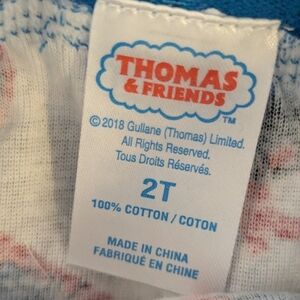 THOMAS
& FRIENDS™
© 2018 Gullane (Thomas) Limited.
All Rights Reserved.
Tous Droits Réservés.
2T
100% COTTON / COTON
MADE IN CHINA
FABRIQUÉ EN CHINE